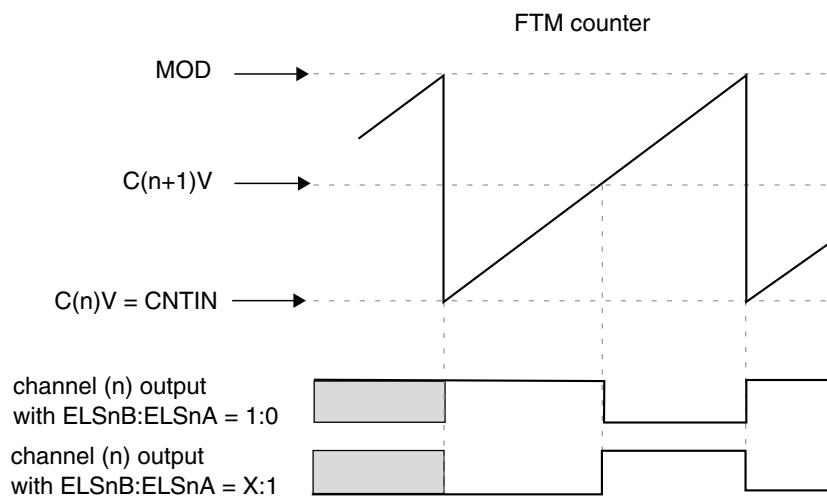 FTM counter
MOD
C(n+1)V
C(n)V = CNTIN
channel (n) output
with ELSnB:ELSnA = 1:0
channel (n) output
with ELSnB:ELSnA = X:1